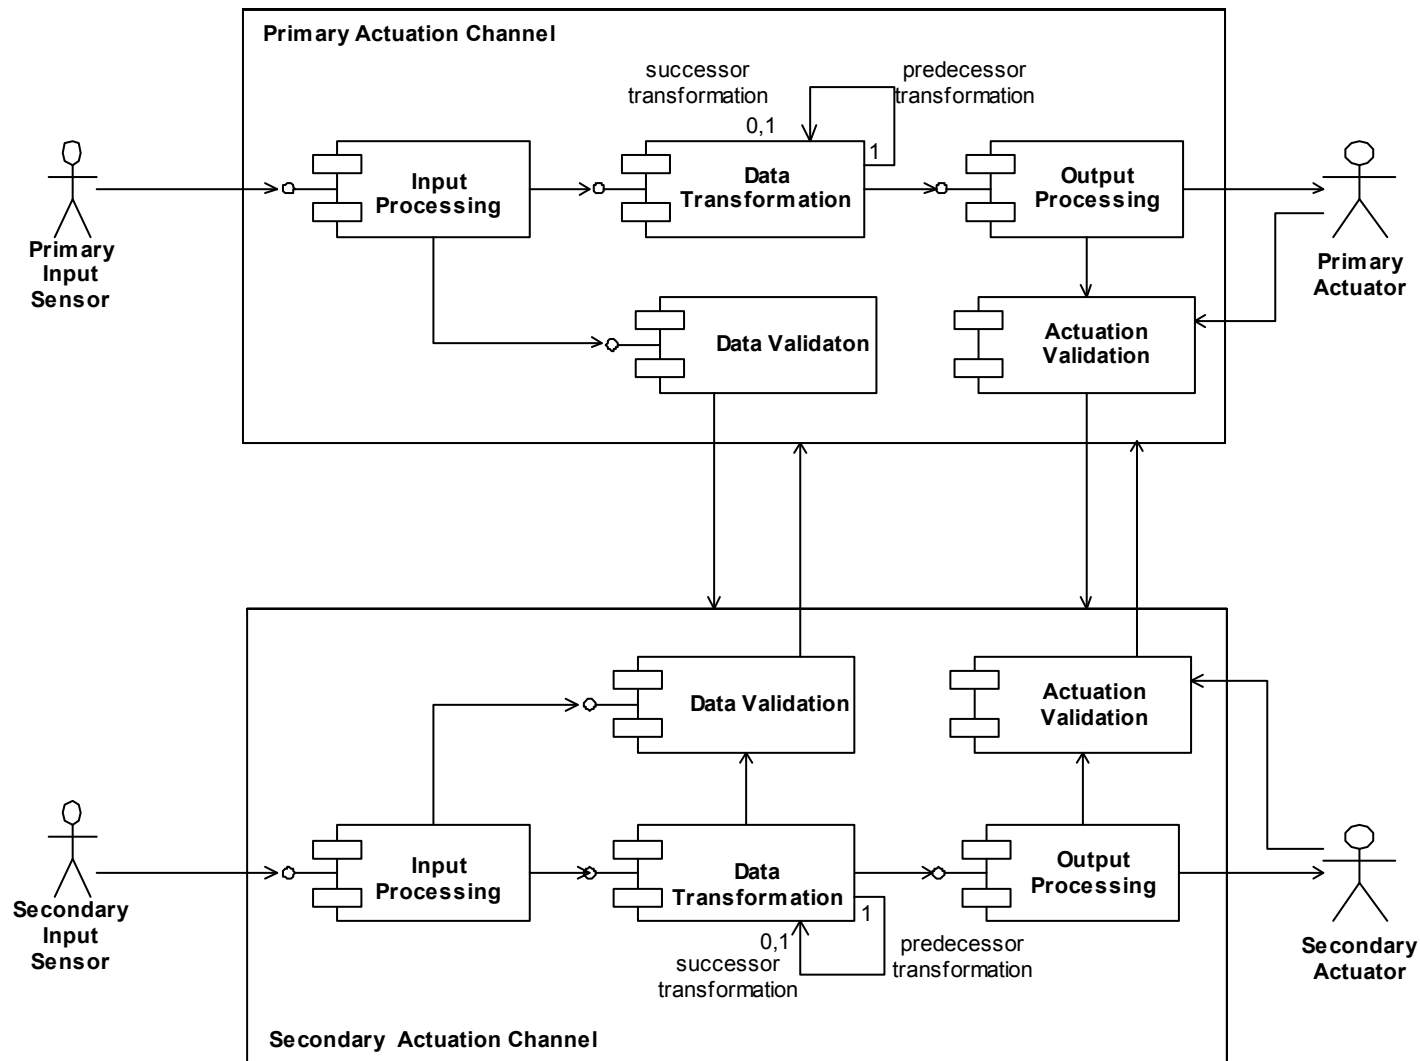 Primary Actuation Channel
successor
transformation
predecessor
transformation
0,1
1
Input
Processing
Data
Transformation
Output
Processing
Primary
Input
Sensor
Primary
Actuator
Data Validaton
Actuation
Validation
Data Validation
Actuation
Validation
Input
Processing
Data
Transformation
Output
Processing
Secondary
Input
Sensor
Secondary
Actuator
1
0,1
successor
transformation
predecessor
transformation
Secondary Actuation Channel